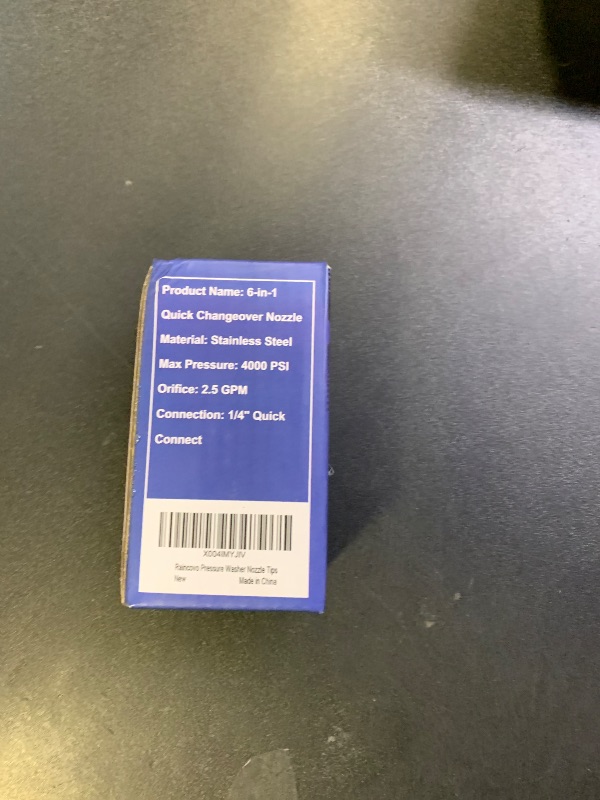 Product Name: 6-in-1
Quick Changeover Nozzle
Material: Stainless Steel
Max Pressure: 4000 PSI
Orifice: 2.5 GPM
Connection: 1/4" Quick
Connect
X004IMYJIV
Raincovo Pressure Washer Nozzle Tips
New Made in China